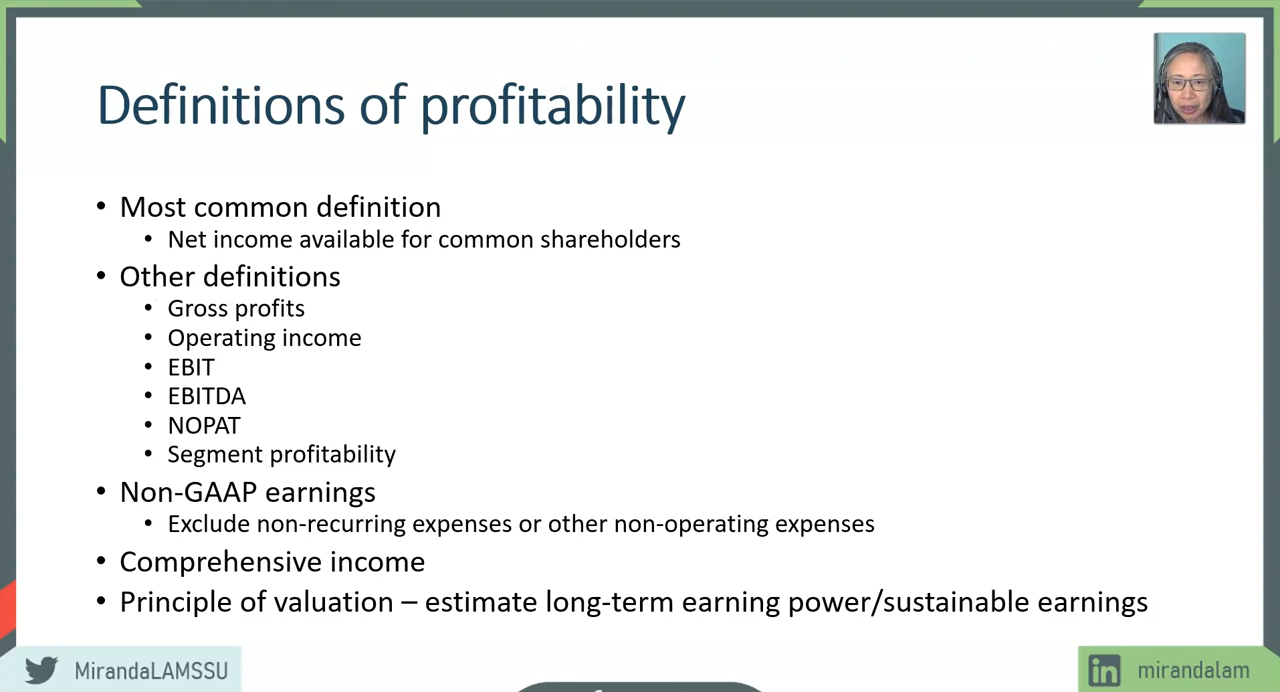 Definitions of profitability
• Most common definition
• Net income available for common shareholders
• Other definitions
• Gross profits
• Operating income
• EBIT
• EBITDA
• NOPAT
• Segment profitability
• Non-GAAP earnings
• Exclude non-recurring expenses or other non-operating expenses
• Comprehensive income
• Principle of valuation – estimate long-term earning power/sustainable earnings
MirandaLAMSSU
in mirandalam